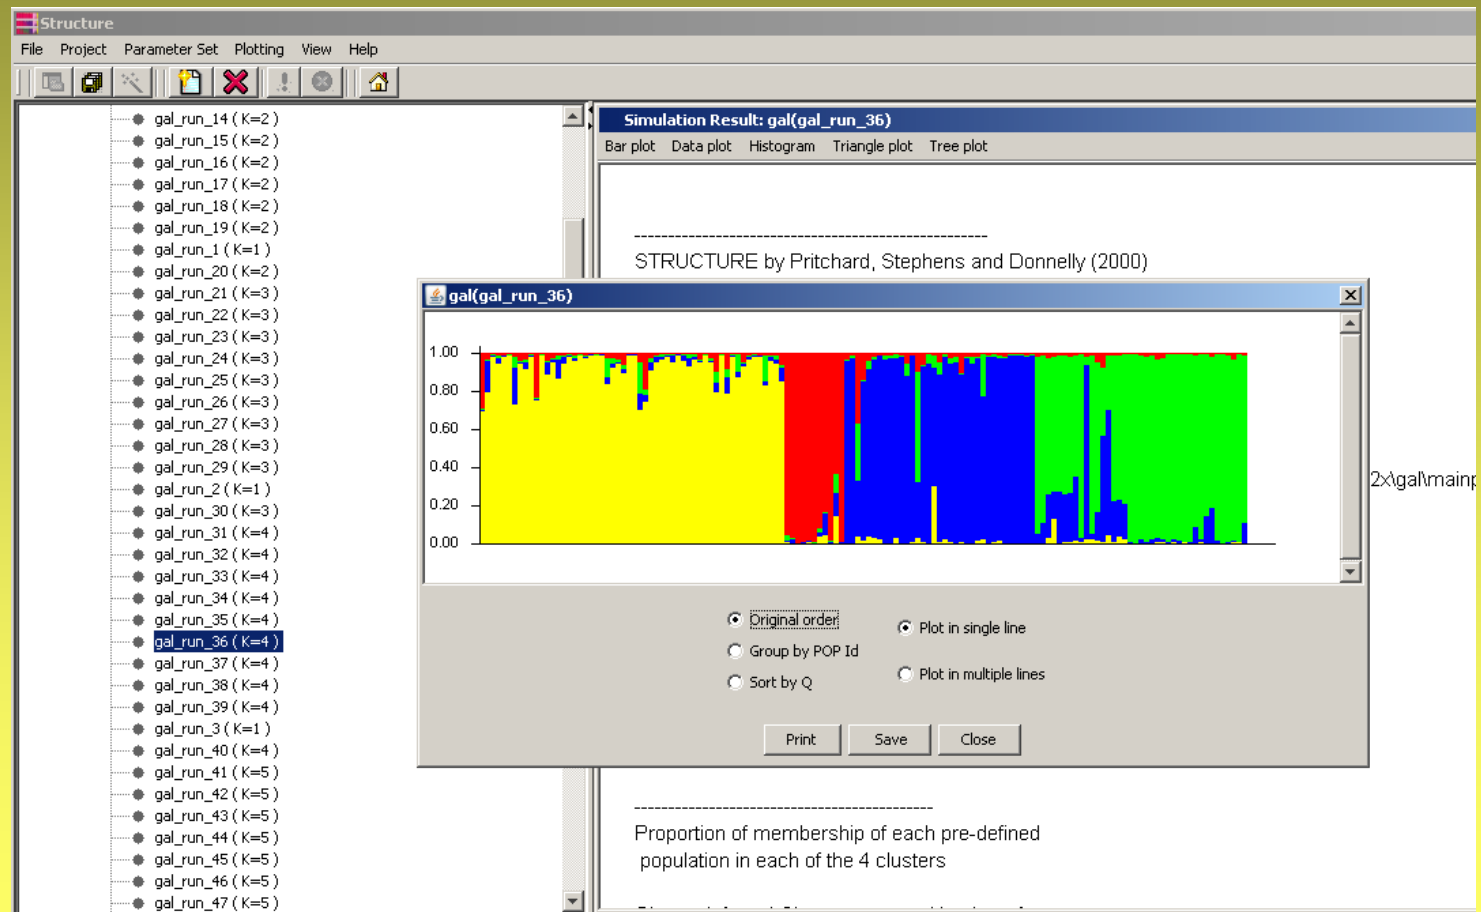 Structure
File Project Parameter Set Plotting View Help
gal_run_14 ( K=2 )
gal_run_15 ( K=2 )
gal_run_16 ( K=2 )
gal_run_17 ( K=2 )
gal_run_18 ( K=2 )
gal_run_19 ( K=2 )
gal_run_1 ( K=1 )
gal_run_20 ( K=2 )
gal_run_21 ( K=3 )
gal_run_22 ( K=3 )
gal_run_23 ( K=3 )
gal_run_24 ( K=3 )
gal_run_25 ( K=3 )
gal_run_26 ( K=3 )
gal_run_27 ( K=3 )
gal_run_28 ( K=3 )
gal_run_29 ( K=3 )
gal_run_2 ( K=1 )
gal_run_30 ( K=3 )
gal_run_31 ( K=4 )
gal_run_32 ( K=4 )
gal_run_33 ( K=4 )
gal_run_34 ( K=4 )
gal_run_35 ( K=4 )
gal_run_36 ( K=4 )
gal_run_37 ( K=4 )
gal_run_38 ( K=4 )
gal_run_39 ( K=4 )
gal_run_3 ( K=1 )
gal_run_40 ( K=4 )
gal_run_41 ( K=5 )
gal_run_42 ( K=5 )
gal_run_43 ( K=5 )
gal_run_44 ( K=5 )
gal_run_45 ( K=5 )
gal_run_46 ( K=5 )
gal_run_47 ( K=5 )
Simulation Result: gal(gal_run_36)
Bar plot Data plot Histogram Triangle plot Tree plot
----------------------------------------------------
STRUCTURE by Pritchard, Stephens and Donnelly (2000)
gal(gal_run_36)
1.00
0.80
0.60
0.40
0.20
0.00
Original order
Group by POP Id
Sort by Q
Plot in single line
Plot in multiple lines
Print Save Close
2x\gal\mainp
--------------------------------------------
Proportion of membership of each pre-defined
population in each of the 4 clusters